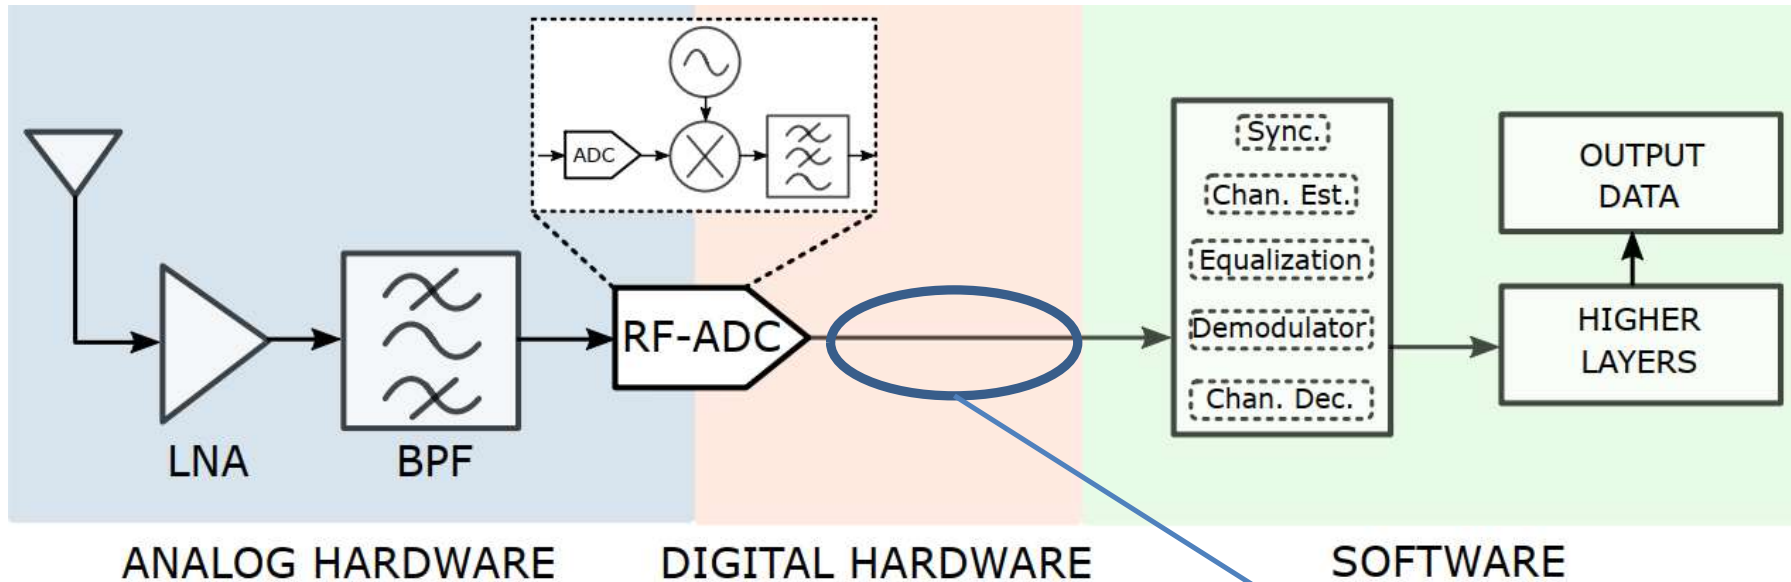 ADC
Sync.
Chan. Est.
Equalization
Demodulator
Chan. Dec.
OUTPUT
DATA
HIGHER
LAYERS
RF-ADC
LNA
BPF
ANALOG HARDWARE
DIGITAL HARDWARE
SOFTWARE